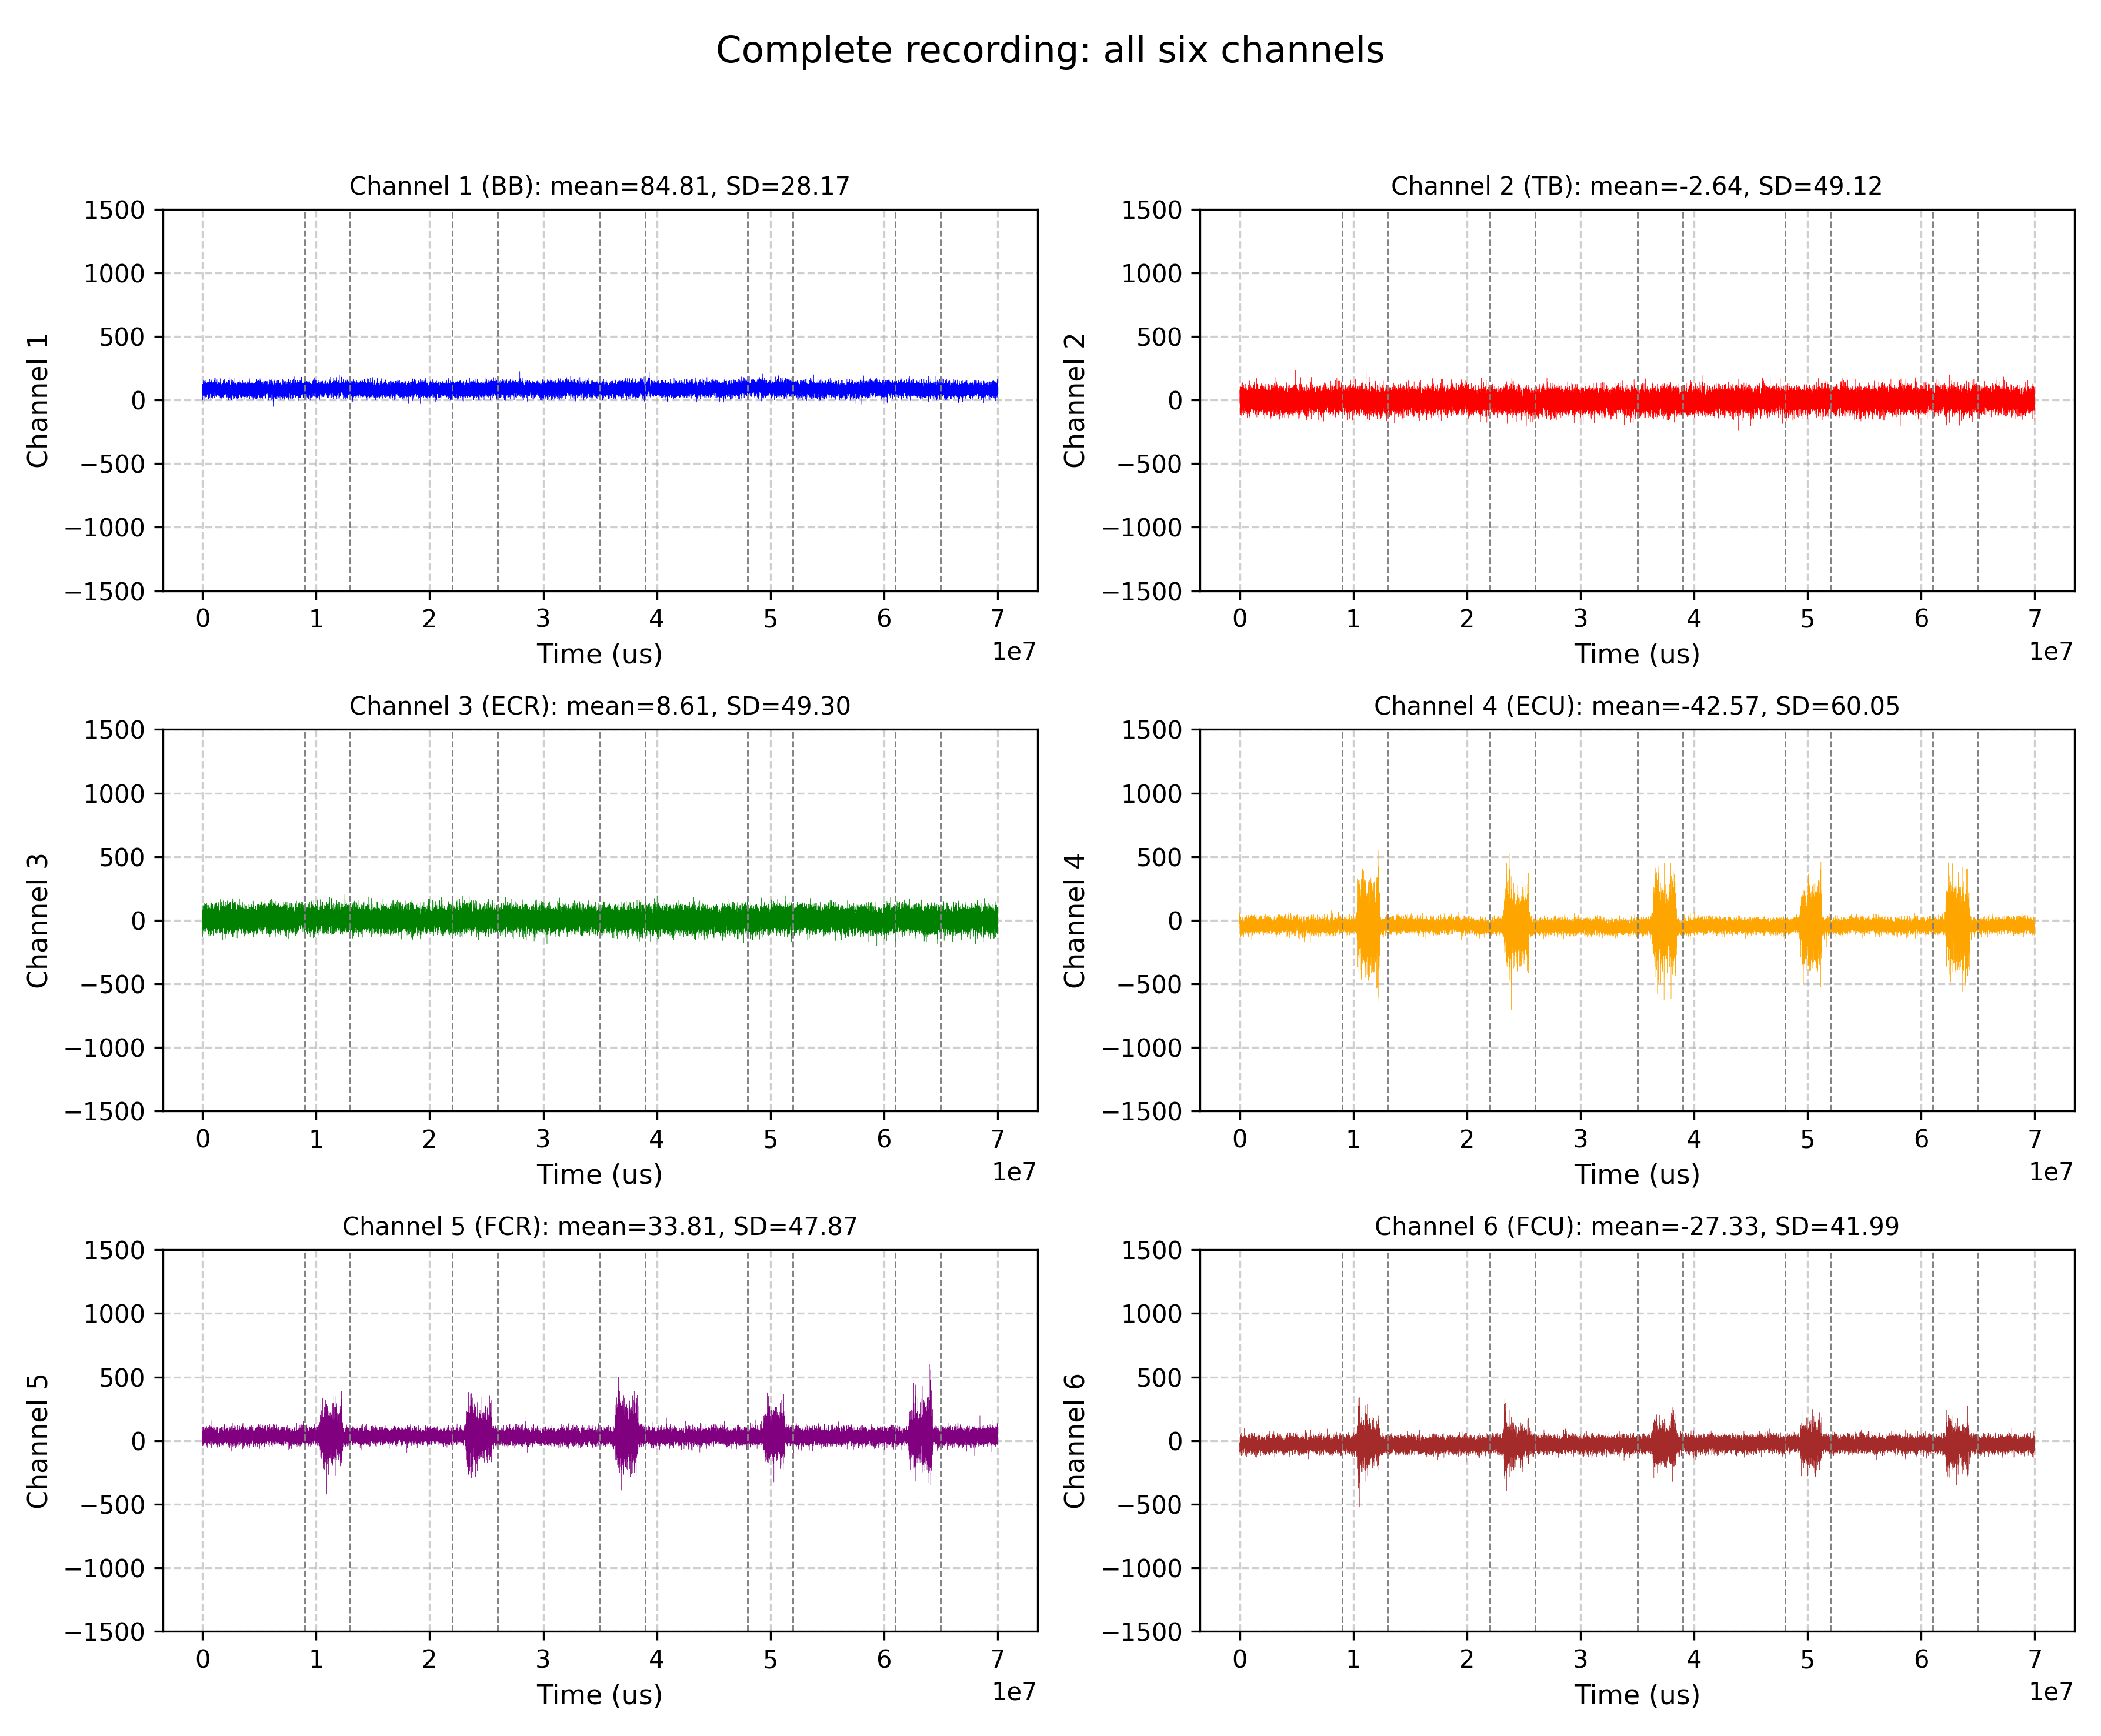 Complete recording: all six channels
Channel 1 (BB): mean=84.81, SD=28.17
1500
1000
500
0
−500
−1000
−1500
Channel 1
0 1 2 3 4 5 6 7
Time (us)
1e7
Channel 2 (TB): mean=-2.64, SD=49.12
1500
1000
500
0
−500
−1000
−1500
Channel 2
0 1 2 3 4 5 6 7
Time (us)
1e7
Channel 3 (ECR): mean=8.61, SD=49.30
1500
1000
500
0
−500
−1000
−1500
Channel 3
0 1 2 3 4 5 6 7
Time (us)
1e7
Channel 4 (ECU): mean=-42.57, SD=60.05
1500
1000
500
0
−500
−1000
−1500
Channel 4
0 1 2 3 4 5 6 7
Time (us)
1e7
Channel 5 (FCR): mean=33.81, SD=47.87
1500
1000
500
0
−500
−1000
−1500
Channel 5
0 1 2 3 4 5 6 7
Time (us)
1e7
Channel 6 (FCU): mean=-27.33, SD=41.99
1500
1000
500
0
−500
−1000
−1500
Channel 6
0 1 2 3 4 5 6 7
Time (us)
1e7